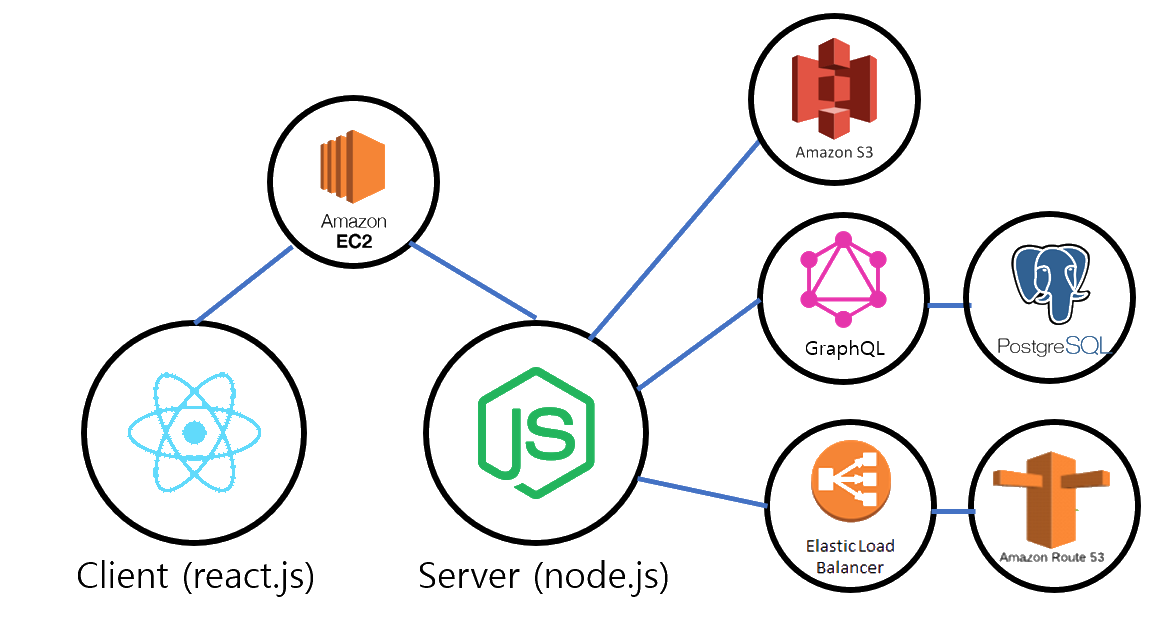 Amazon S3
Amazon
EC2
GraphQL
PostgreSQL
JS
Elastic Load
Balancer
Amazon Route 53
Client (react.js)
Server (node.js)